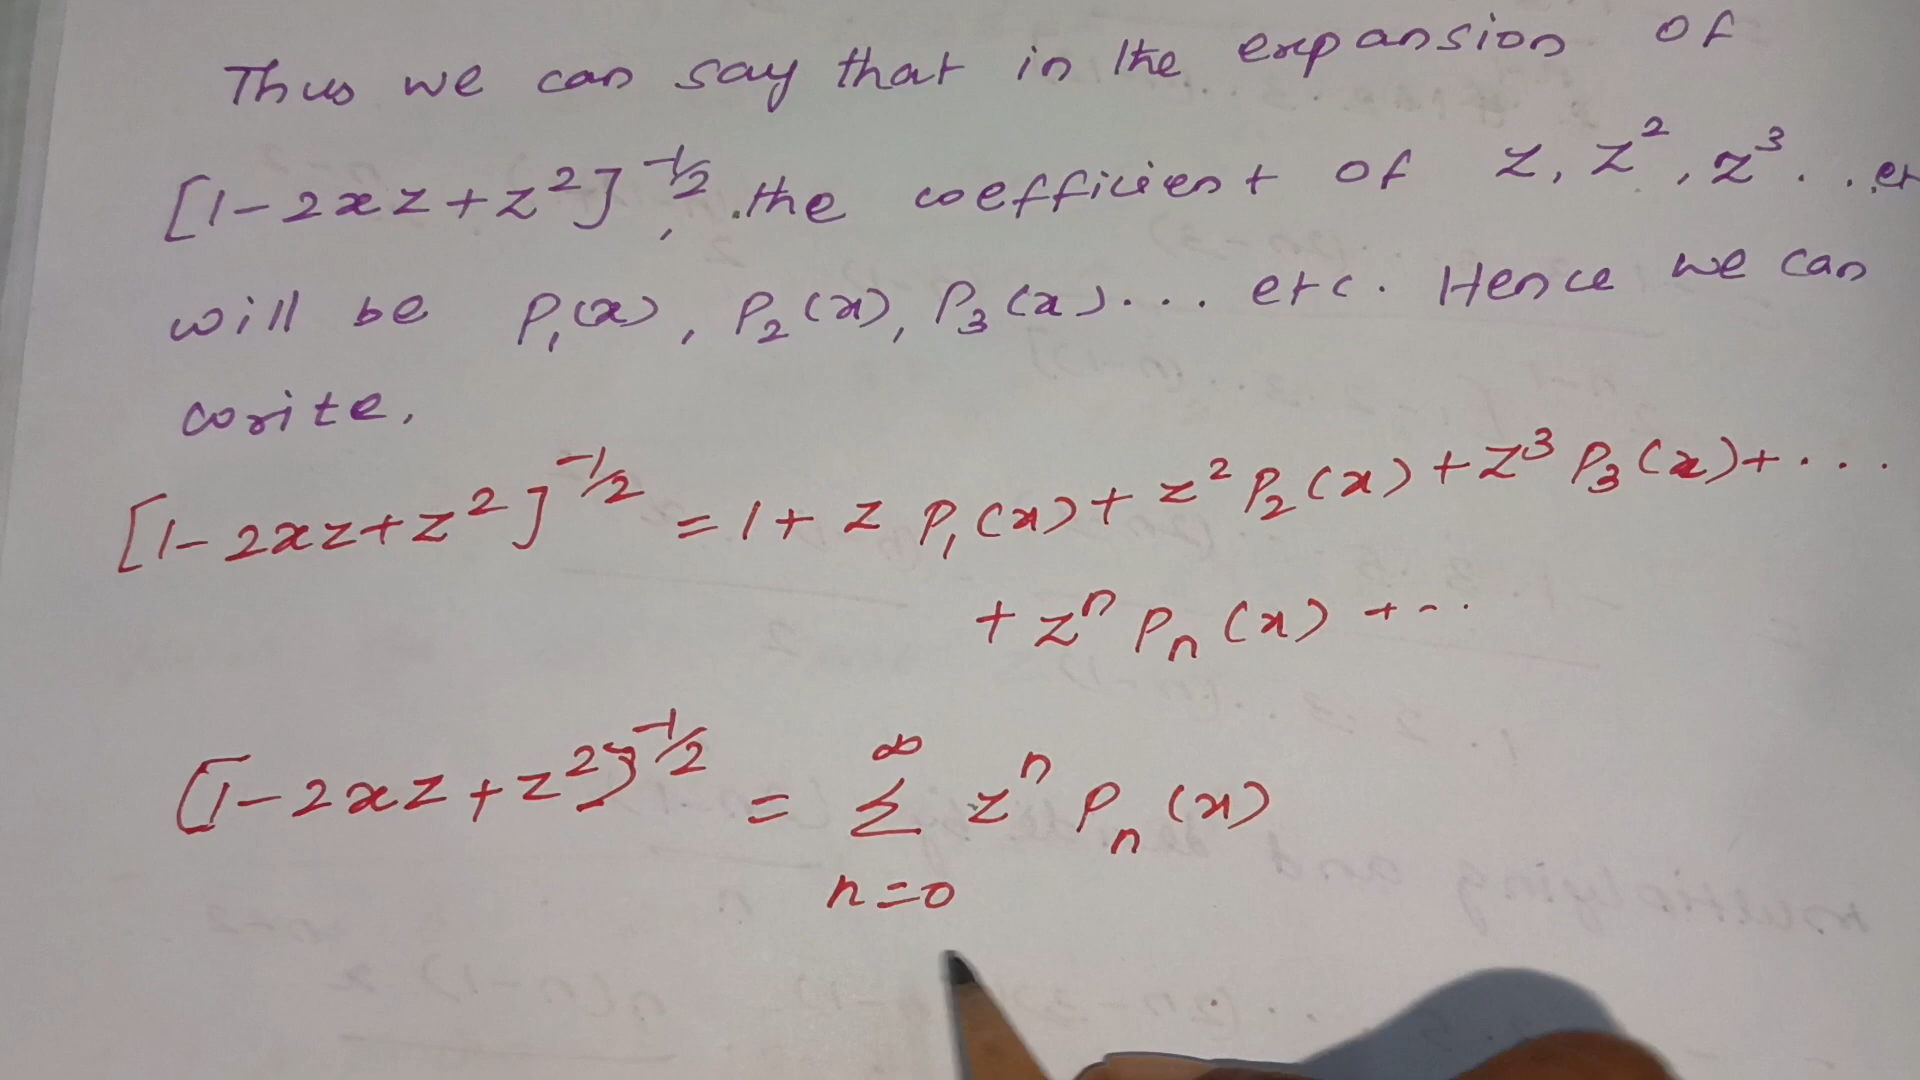 Thus we can say that in the expansion of
[1-2xz+z²]^-1/2, the coefficient of z, z², z³...et
will be P₁(x), P₂(x), P₃(x)... etc. Hence we can
write,
[1-2xz+z²]^-1/2 = 1+ z P₁(x)+ z² P₂(x)+z³ P₃(x)+...
+ zⁿ Pₙ(x) +...
[1-2xz+z²]^-1/2 = ∞ Σ n=0 zⁿ Pₙ(x)